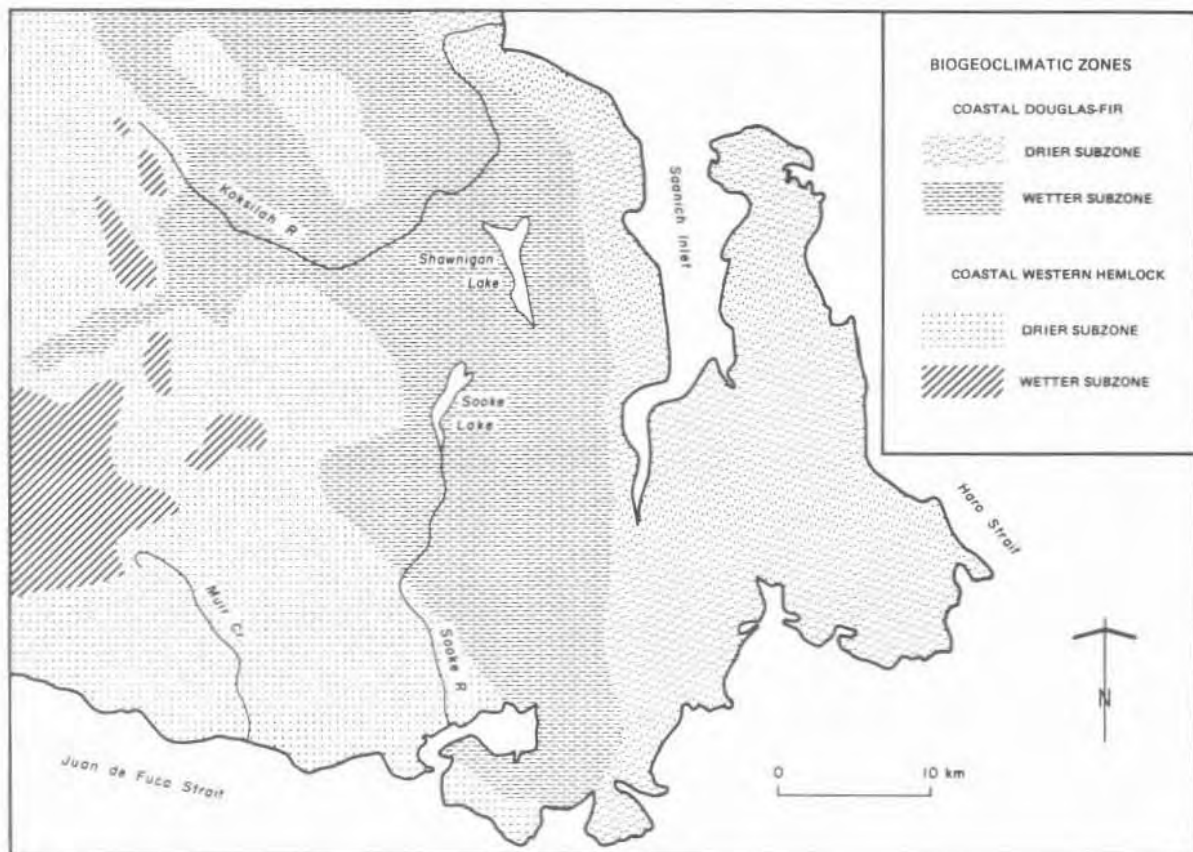 BIOGEOCLIMATIC ZONES
COASTAL DOUGLAS-FIR
DRIER SUBZONE
WETTER SUBZONE
COASTAL WESTERN HEMLOCK
DRIER SUBZONE
WETTER SUBZONE
Koksilah R
Saanich Inlet
Shawnigan
Lake
Sooke
Lake
Haro Strait
Muir Cr
Sooke R
Juan de Fuca Strait
N
0 10 km